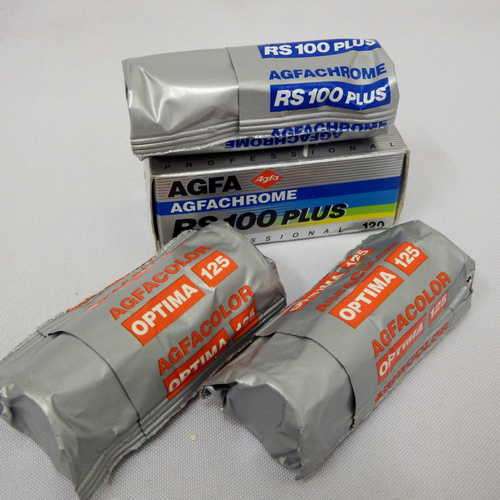 RS 100 PLUS
AGFACHROME
RS 100 PLUS
AGFACHROME
PROFESSIONAL
AGFA Agfa
AGFACHROME
RS 100 PLUS 120
PROFESSIONAL
AGFACOLOR
OPTIMA 125
AGFACOLOR
OPTIMA 125
AGFACOLOR
OPTIMA 125
AGFACOLOR
OPTIMA 125
AGFACOLOR